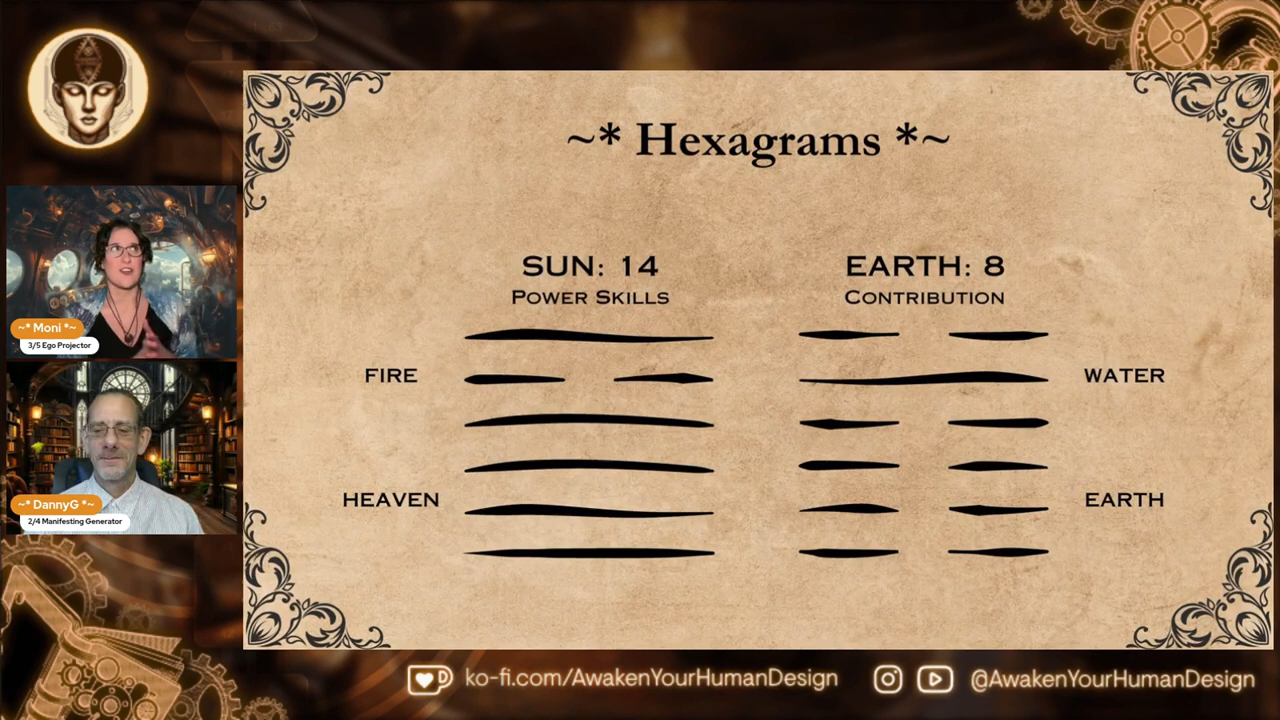 ~* Hexagrams *~
SUN: 14
POWER SKILLS
EARTH: 8
CONTRIBUTION
FIRE
WATER
HEAVEN
EARTH
~* Moni *~
3/5 Ego Projector
~* DannyG *~
2/4 Manifesting Generator
ko-fi.com/AwakenYourHumanDesign
@AwakenYourHumanDesign